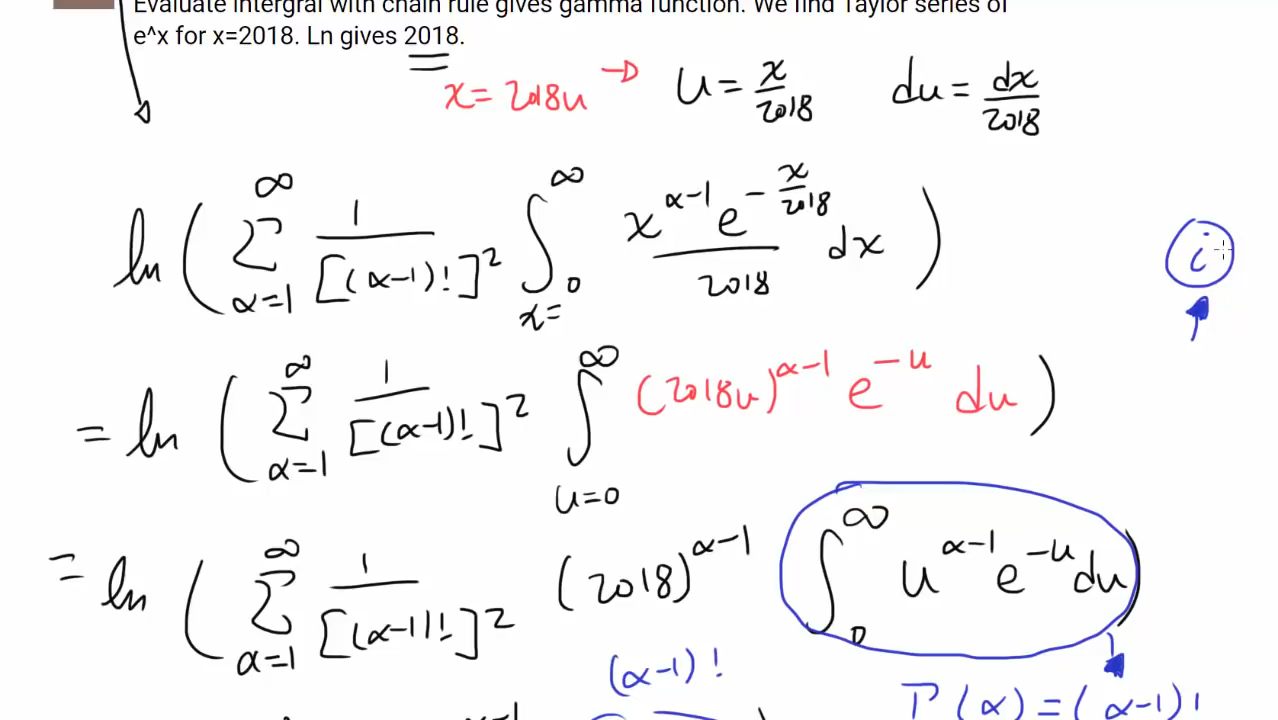 Evaluate intergral with chain rule gives gamma function. We find Taylor series of
e^x for x=2018. Ln gives 2018.
x = 2018u → u = x/2018 du = dx/2018
ln( ∑_{α=1}^{∞} 1/[(α-1)!]² ∫_{x=0}^{∞} x^{α-1} e^{-x/2018}/2018 dx )
i
= ln( ∑_{α=1}^{∞} 1/[(α-1)!]² ∫_{u=0}^{∞} (2018u)^{α-1} e^{-u} du )
= ln( ∑_{α=1}^{∞} 1/[(α-1)!]² (2018)^{α-1} ∫_{0}^{∞} u^{α-1} e^{-u} du )
(α-1)!
Γ(α) = (α-1)!